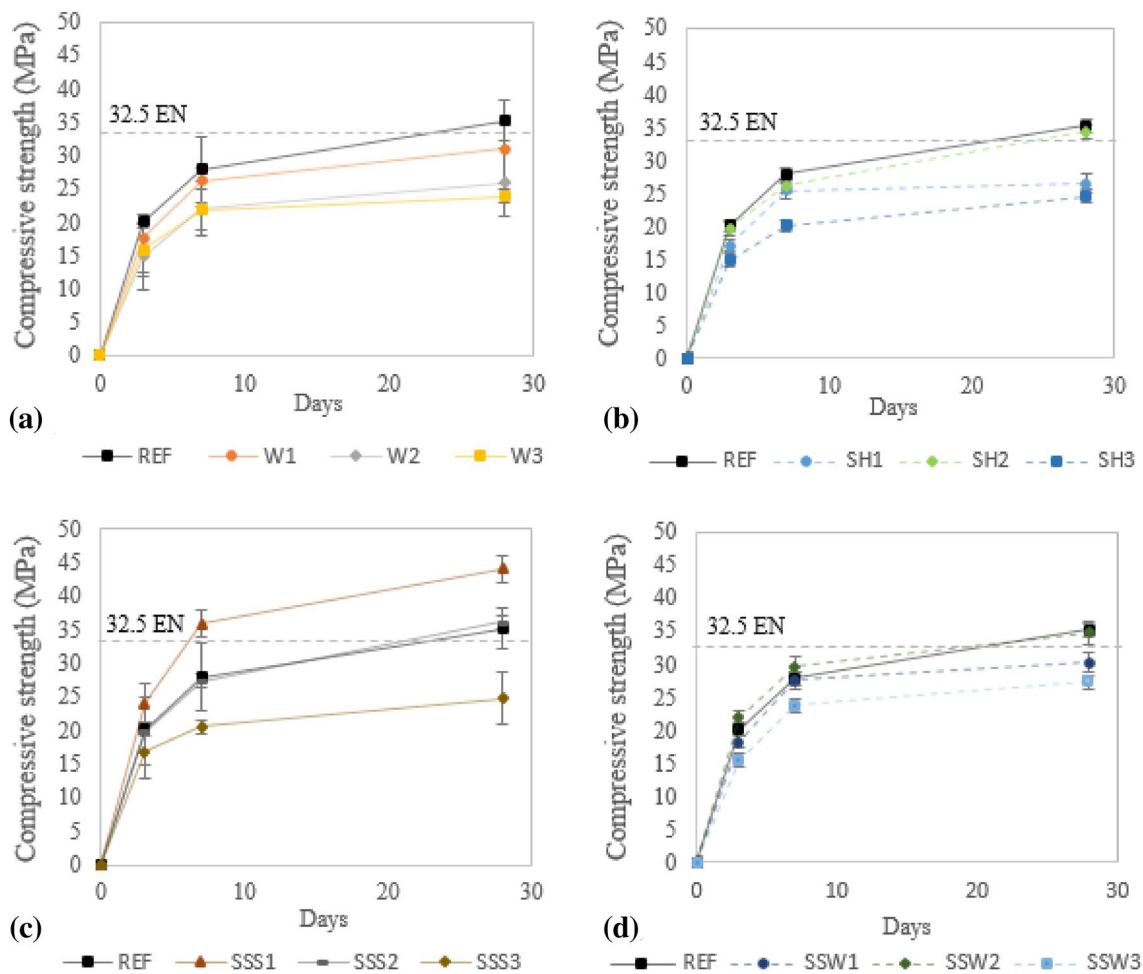 Compressive strength (MPa)
50
45
40
35
30
25
20
15
10
5
0
32.5 EN
0
10
20
30
Days
(a)
REF
W1
W2
W3
Compressive strength (MPa)
50
45
40
35
30
25
20
15
10
5
0
32.5 EN
0
10
20
30
Days
(b)
REF
SH1
SH2
SH3
Compressive strength (MPa)
50
45
40
35
30
25
20
15
10
5
0
32.5 EN
0
10
20
30
Days
(c)
REF
SSS1
SSS2
SSS3
Compressive strength (MPa)
50
45
40
35
30
25
20
15
10
5
0
32.5 EN
0
10
20
30
Days
(d)
REF
SSW1
SSW2
SSW3